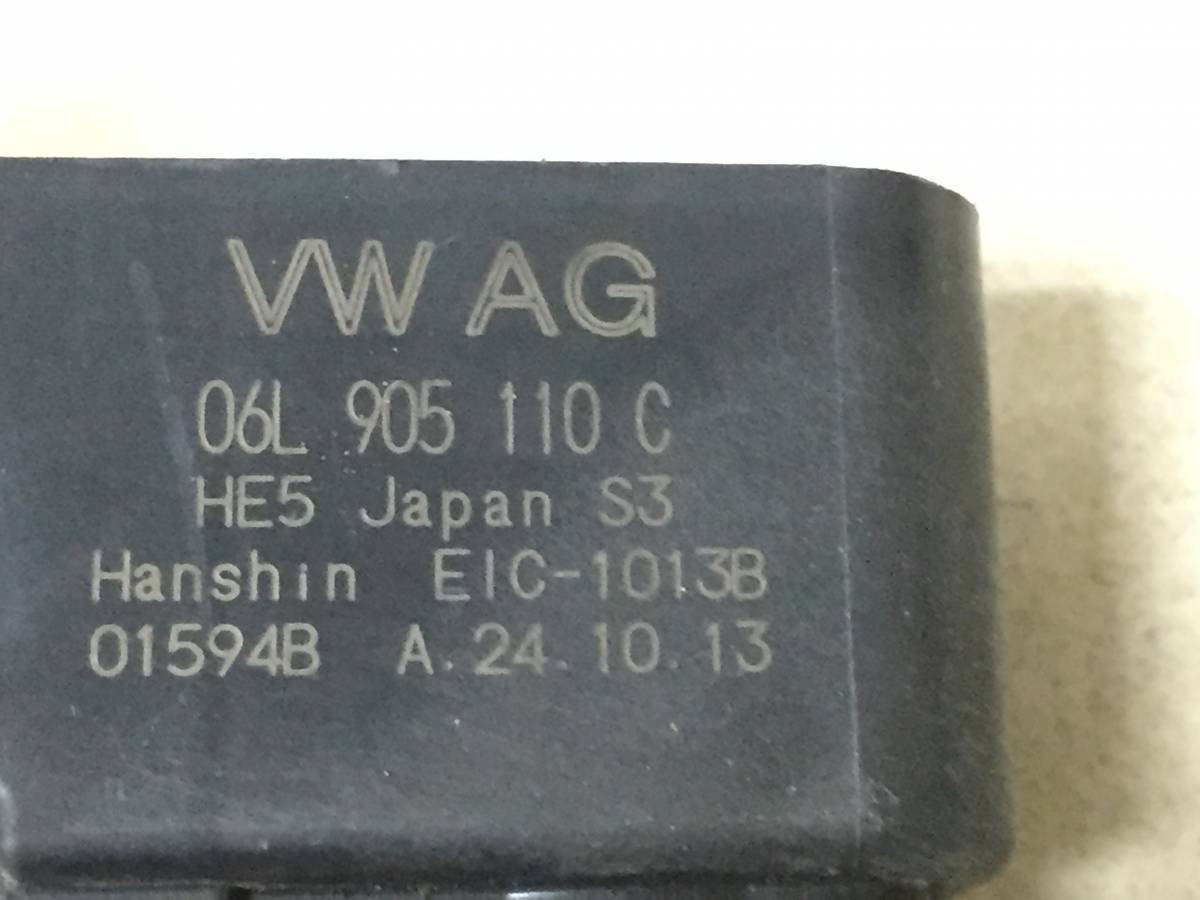 VW AG
06L 905 110 C
HE5 Japan S3
Hanshin EIC-1013B
01594B A.24.10.13